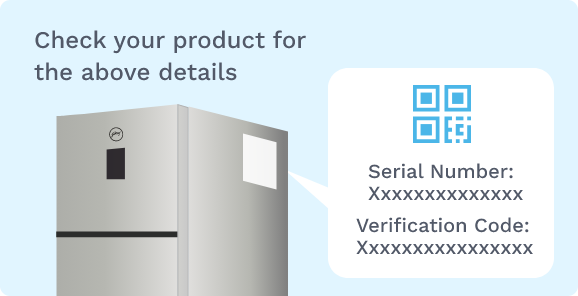 Check your product for
the above details
Serial Number:
Xxxxxxxxxxxxxx
Verification Code:
Xxxxxxxxxxxxxxxx